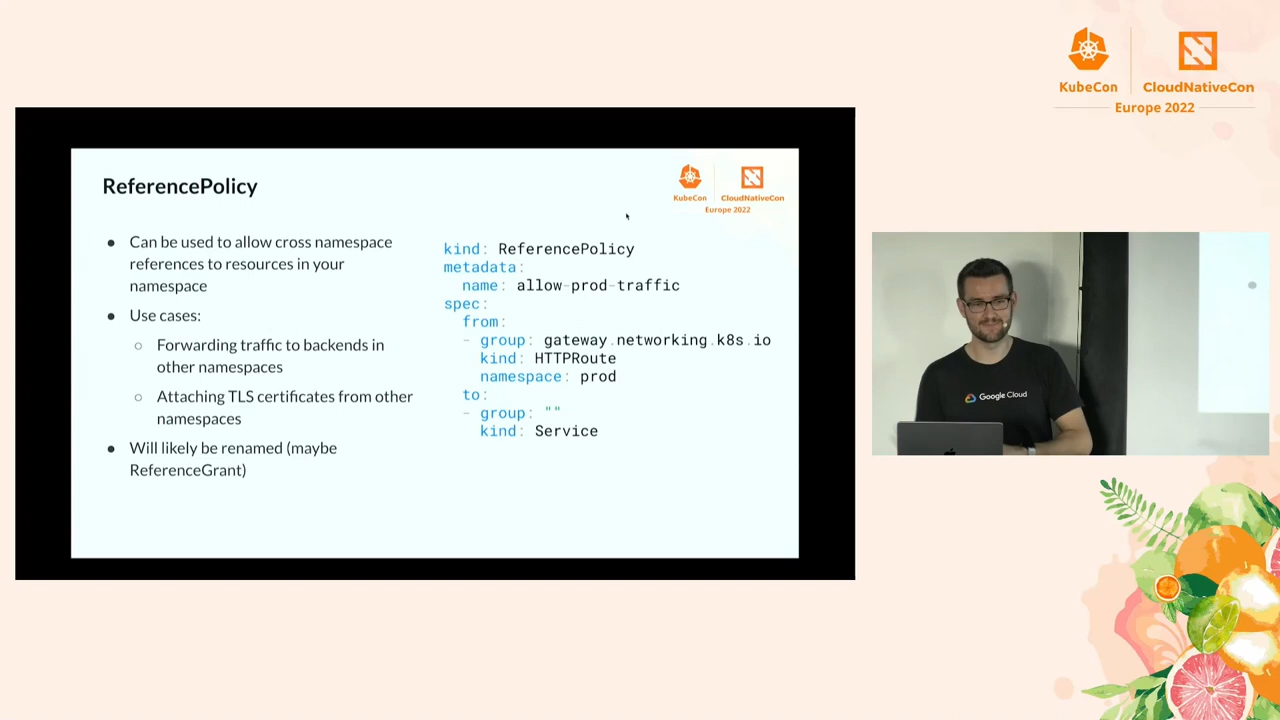 KubeCon
CloudNativeCon
Europe 2022
ReferencePolicy
KubeCon
CloudNativeCon
Europe 2022
● Can be used to allow cross namespace
references to resources in your
namespace
● Use cases:
○ Forwarding traffic to backends in
other namespaces
○ Attaching TLS certificates from other
namespaces
● Will likely be renamed (maybe
ReferenceGrant)
kind: ReferencePolicy
metadata:
  name: allow-prod-traffic
spec:
  from:
  - group: gateway.networking.k8s.io
    kind: HTTPRoute
    namespace: prod
  to:
  - group: ""
    kind: Service
Google Cloud